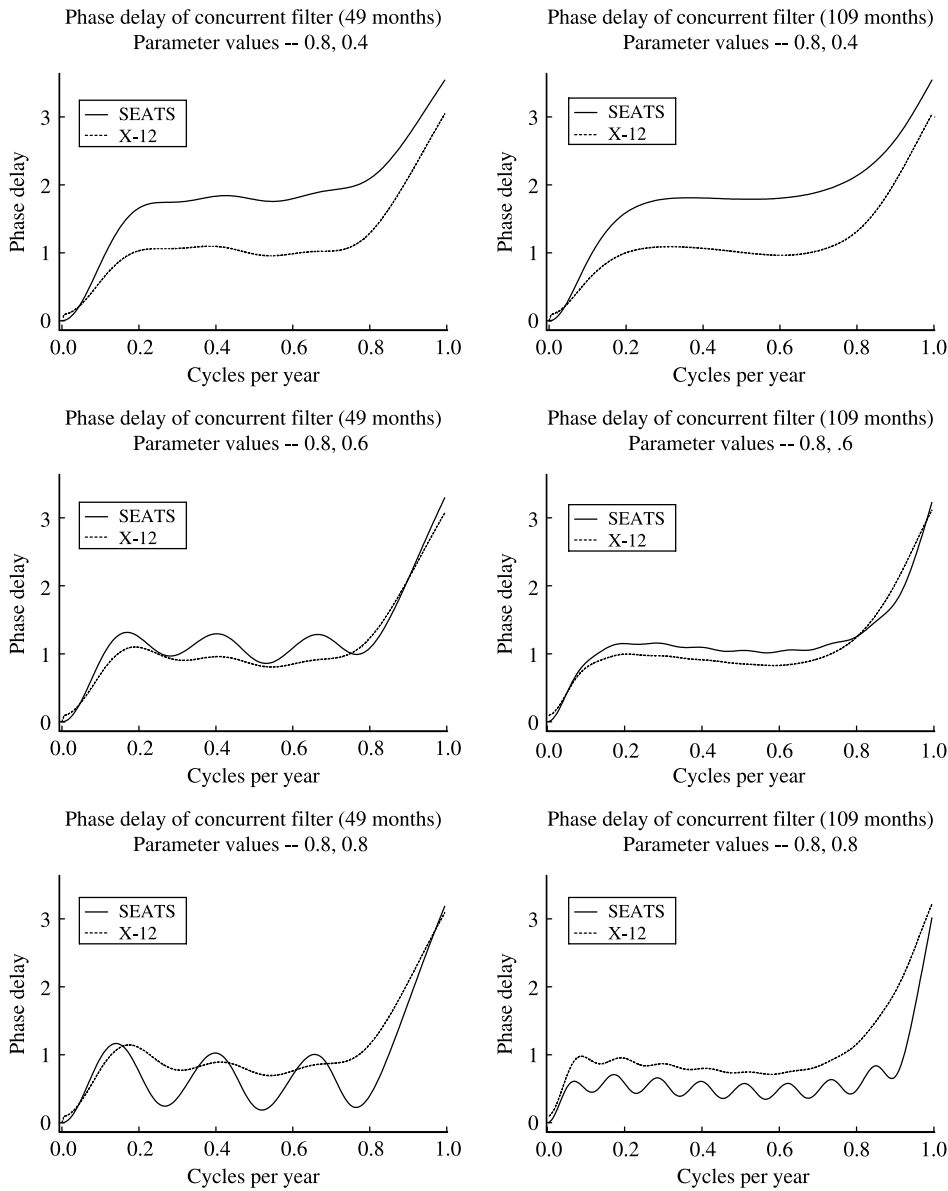 Phase delay of concurrent filter (49 months)
Parameter values -- 0.8, 0.4
Phase delay
3
2
1
0
SEATS
X-12
0.0 0.2 0.4 0.6 0.8 1.0
Cycles per year
Phase delay of concurrent filter (109 months)
Parameter values -- 0.8, 0.4
Phase delay
3
2
1
0
SEATS
X-12
0.0 0.2 0.4 0.6 0.8 1.0
Cycles per year
Phase delay of concurrent filter (49 months)
Parameter values -- 0.8, 0.6
Phase delay
3
2
1
0
SEATS
X-12
0.0 0.2 0.4 0.6 0.8 1.0
Cycles per year
Phase delay of concurrent filter (109 months)
Parameter values -- 0.8, .6
Phase delay
3
2
1
0
SEATS
X-12
0.0 0.2 0.4 0.6 0.8 1.0
Cycles per year
Phase delay of concurrent filter (49 months)
Parameter values -- 0.8, 0.8
Phase delay
3
2
1
0
SEATS
X-12
0.0 0.2 0.4 0.6 0.8 1.0
Cycles per year
Phase delay of concurrent filter (109 months)
Parameter values -- 0.8, 0.8
Phase delay
3
2
1
0
SEATS
X-12
0.0 0.2 0.4 0.6 0.8 1.0
Cycles per year